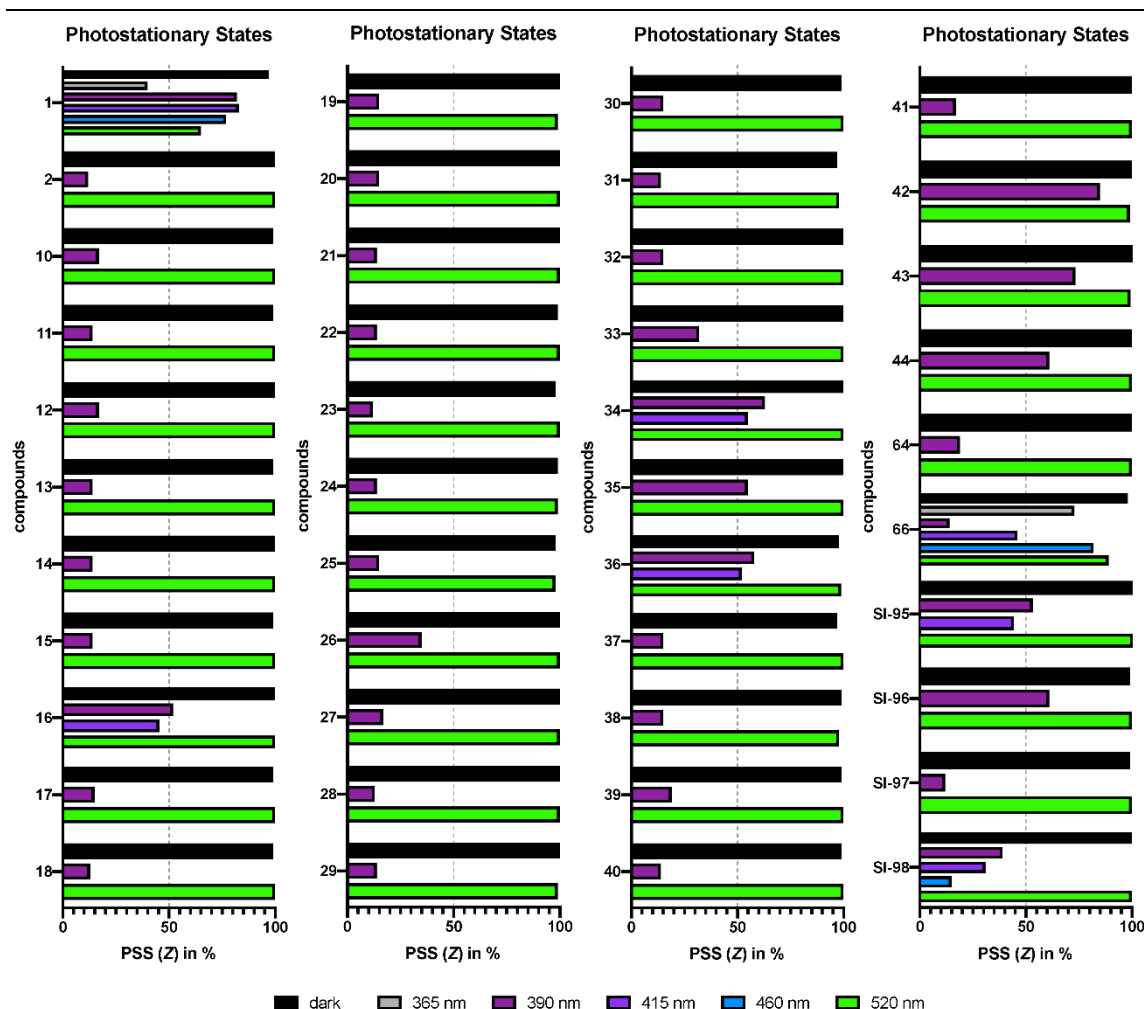 Photostationary States
1
2
10
11
12
13
14
15
16
17
18
compounds
0 50 100
PSS (Z) in %
Photostationary States
19
20
21
22
23
24
25
26
27
28
29
compounds
0 50 100
PSS (Z) in %
Photostationary States
30
31
32
33
34
35
36
37
38
39
40
compounds
0 50 100
PSS (Z) in %
Photostationary States
41
42
43
44
64
66
SI-95
SI-96
SI-97
SI-98
compounds
0 50 100
PSS (Z) in %
dark 365 nm 390 nm 415 nm 460 nm 520 nm